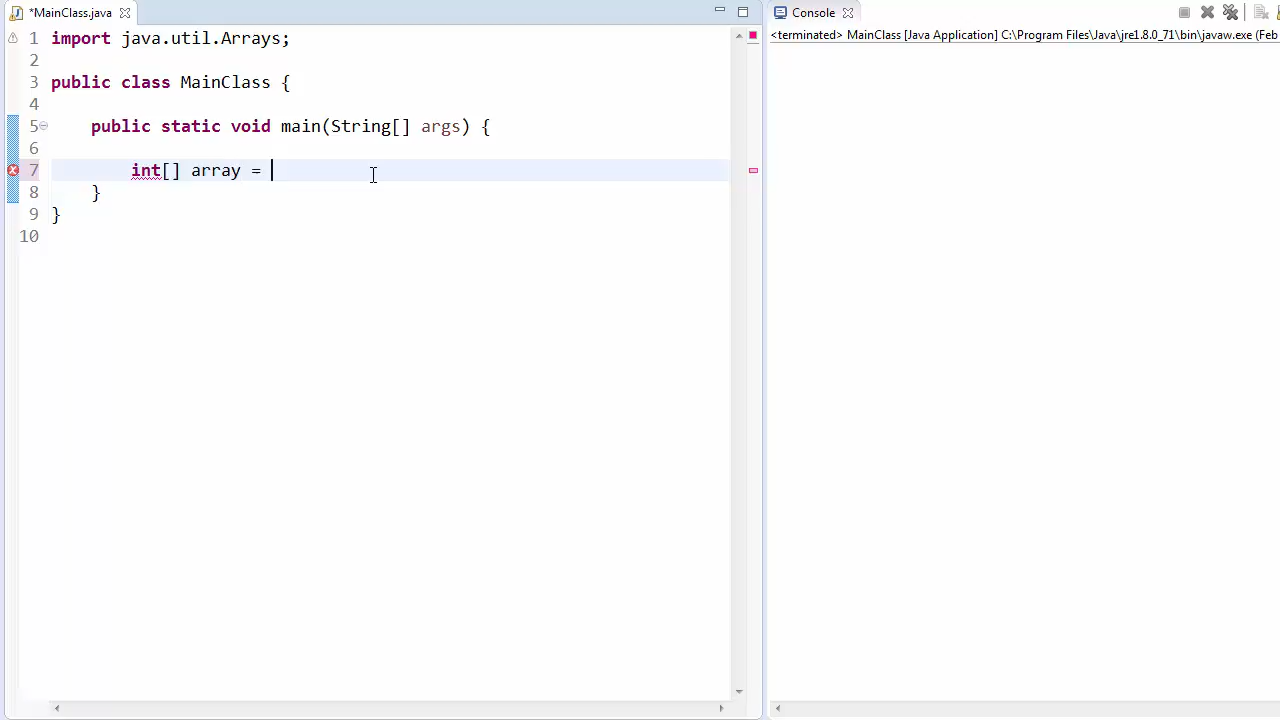 *MainClass.java
1 import java.util.Arrays;
2
3 public class MainClass {
4
5 public static void main(String[] args) {
6
7 int[] array =
8 }
9 }
10
Console
<terminated> MainClass [Java Application] C:\Program Files\Java\jre1.8.0_71\bin\javaw.exe (Feb